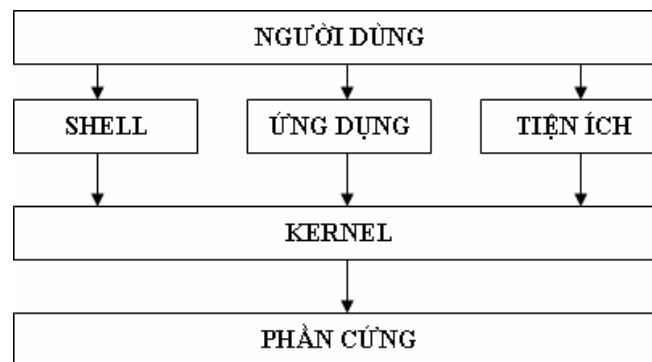 NGƯỜI DÙNG
SHELL
ỨNG DỤNG
TIỆN ÍCH
KERNEL
PHẦN CỨNG